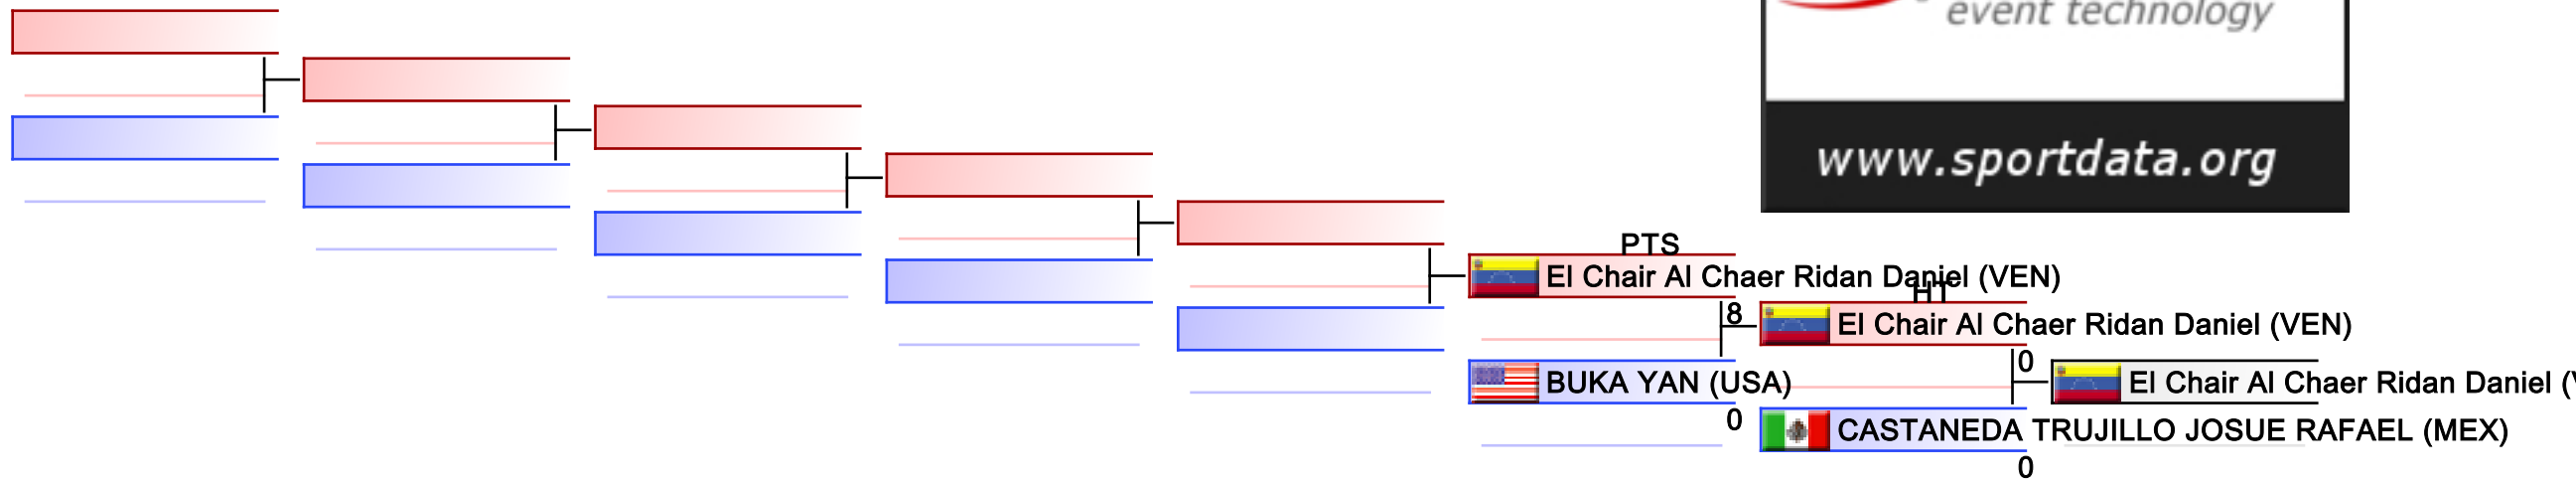 event technology
www.sportdata.org
PTS
El Chair Al Chaer Ridan Daniel (VEN)
HT
8
El Chair Al Chaer Ridan Daniel (VEN)
BUKA YAN (USA)
0
0
El Chair Al Chaer Ridan Daniel (
CASTANEDA TRUJILLO JOSUE RAFAEL (MEX)
0